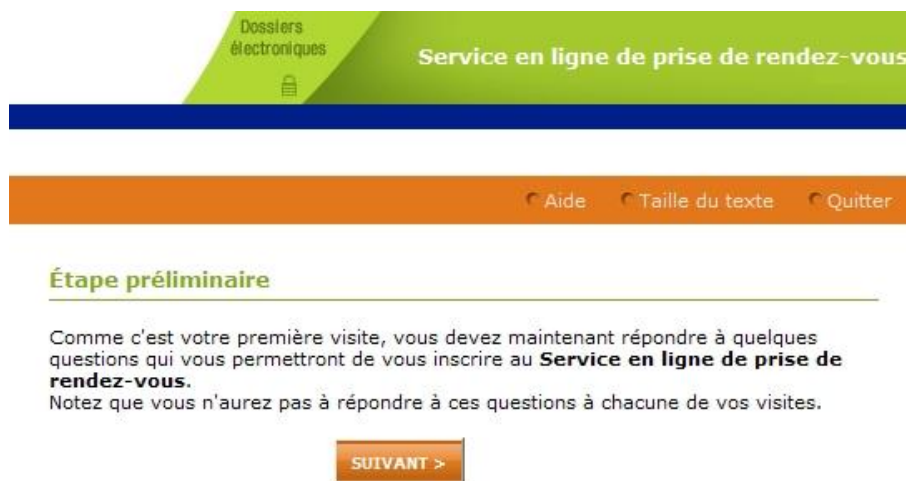 Dossiers
électroniques
Service en ligne de prise de rendez-vous
Aide Taille du texte Quitter
Étape préliminaire
Comme c'est votre première visite, vous devez maintenant répondre à quelques
questions qui vous permettront de vous inscrire au Service en ligne de prise de
rendez-vous.
Notez que vous n'aurez pas à répondre à ces questions à chacune de vos visites.
SUIVANT >